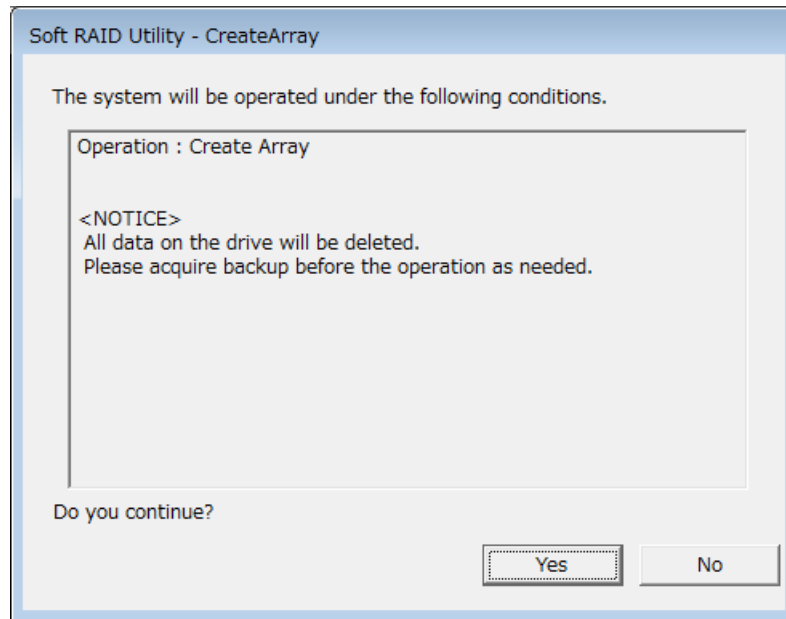 Soft RAID Utility - CreateArray
The system will be operated under the following conditions.
Operation : Create Array
<NOTICE>
All data on the drive will be deleted.
Please acquire backup before the operation as needed.
Do you continue?
Yes
No